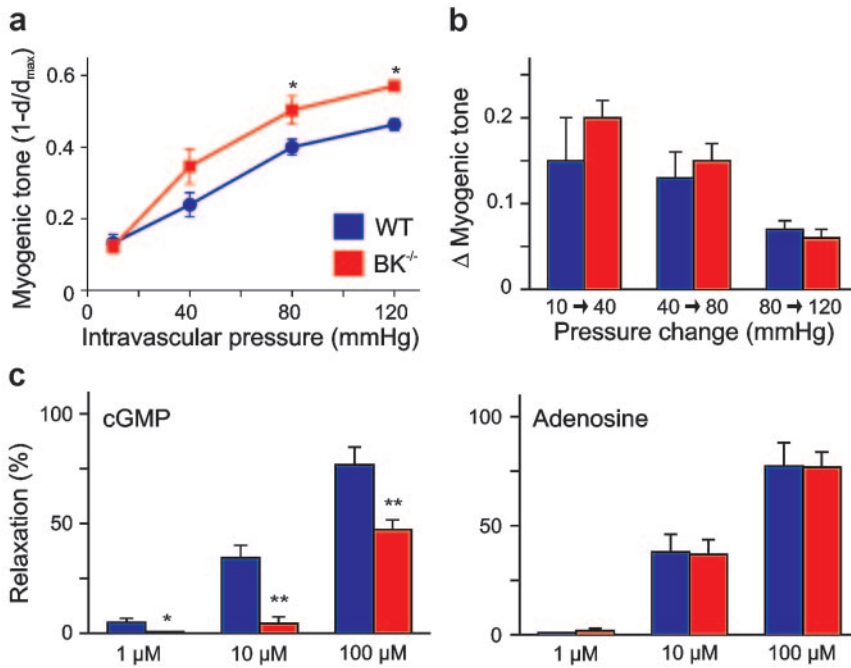 a
Myogenic tone (1-d/dmax)
0.6
0.4
0.2
0
*
*
WT
BK-/-
0
40
80
120
Intravascular pressure (mmHg)
b
Δ Myogenic tone
0.2
0.1
0
10 → 40
40 → 80
80 → 120
Pressure change (mmHg)
c
Relaxation (%)
cGMP
100
50
0
*
**
**
1 µM
10 µM
100 µM
Adenosine
100
50
1 µM
10 µM
100 µM